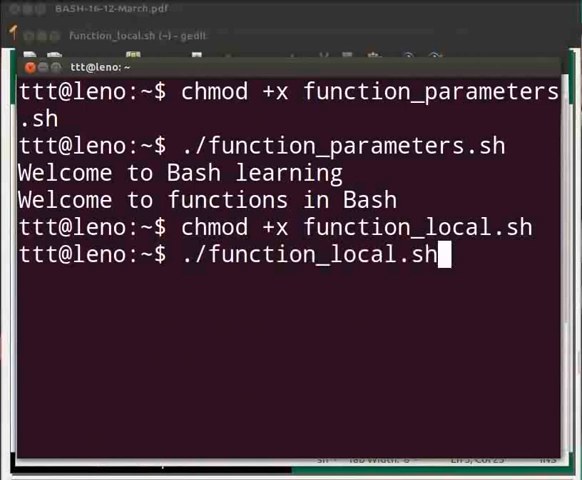 BASH-16-12-March.pdf
function_local.sh (~) - gedit
ttt@leno: ~
ttt@leno:~$ chmod +x function_parameters
.sh
ttt@leno:~$ ./function_parameters.sh
Welcome to Bash learning
Welcome to functions in Bash
ttt@leno:~$ chmod +x function_local.sh
ttt@leno:~$ ./function_local.sh
INS